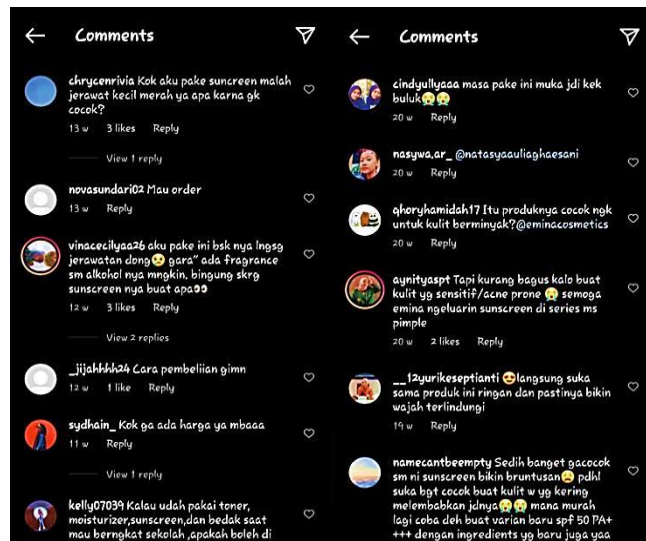 Comments
chrycenrivia Kok aku pake suncreen malah
jerawat kecil merah ya apa karna gk
cocok?
13 w 3 likes Reply
View 1 reply
novasundari02 Mau order
13 w Reply
vinacecilyaa26 aku pake ini bsk nya lngsg
jerawatan dong😥 gara" ada fragrance
sm alkohol nya mngkin, bingung skrg
sunscreen nya buat apa👀
12 w 3 likes Reply
View 2 replies
_jijahhhh24 Cara pembeliian gimn
12 w 1 like Reply
sydhain_ Kok ga ada harga ya mbaaa
11 w Reply
View 1 reply
kelly07039 Kalau udah pakai toner,
moisturizer,sunscreen,dan bedak saat
mau berngkat sekolah ,apakah boleh di
Comments
cindyullyaaa masa pake ini muka jdi kek
buluk😭😭
20 w Reply
nasywa.ar_ @natasyaauliaghaesani
20 w Reply
qhoryhamidah17 Itu produknya cocok ngk
untuk kulit berminyak?@eminacosmetics
20 w Reply
aynityaspt Tapi kurang bagus kalo buat
kulit yg sensitif/acne prone 😭 semoga
emina ngeluarin sunscreen di series ms
pimple
20 w 2 likes Reply
__12yurikeseptianti 😍langsung suka
sama produk ini ringan dan pastinya bikin
wajah terlindungi
19 w Reply
namecantbeempty Sedih banget gacocok
sm ni sunscreen bikin bruntusan😩 pdhl
suka bgt cocok buat kulit w yg kering
melembabkan jdnya😭😭 mana murah
lagi coba deh buat varian baru spf 50 PA+
+++ dengan ingredients yg baru juga yaa